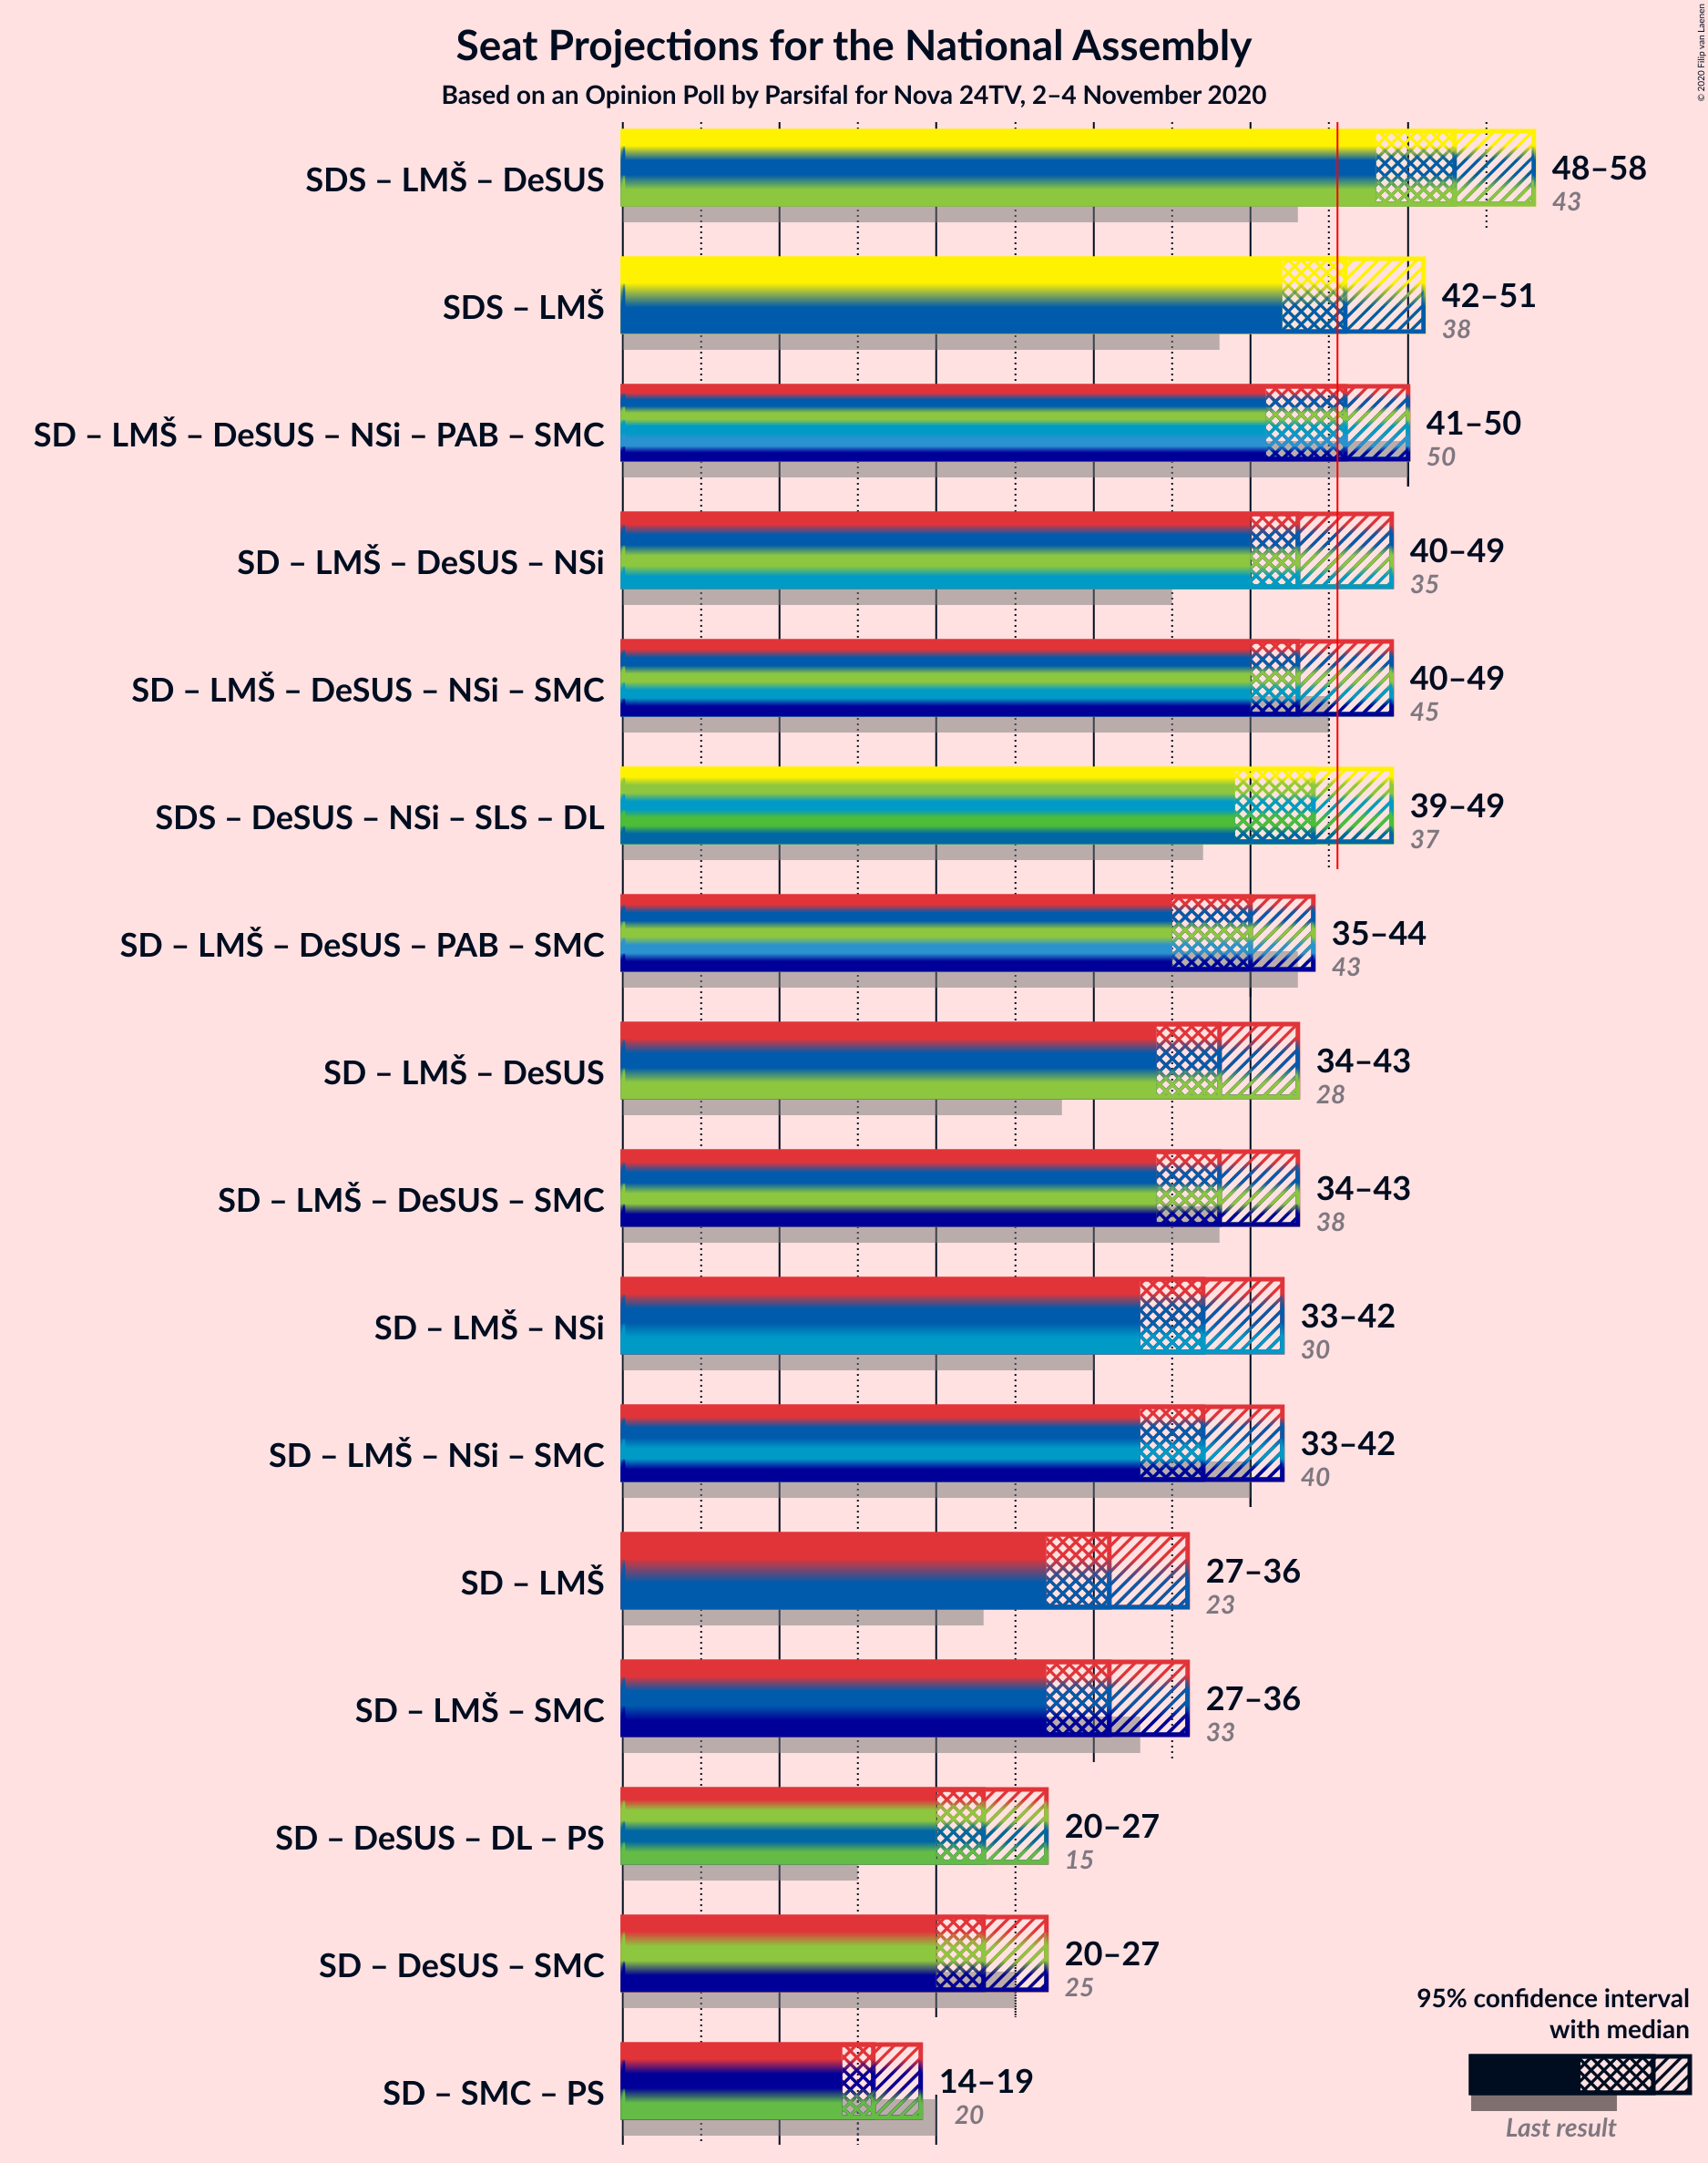 Seat Projections for the National Assembly
Based on an Opinion Poll by Parsifal for Nova 24TV, 2–4 November 2020
© 2020 Filip van Laenen
SDS – LMŠ – DeSUS
48–58
43
SDS – LMŠ
42–51
38
SD – LMŠ – DeSUS – NSi – PAB – SMC
41–50
50
SD – LMŠ – DeSUS – NSi
40–49
35
SD – LMŠ – DeSUS – NSi – SMC
40–49
45
SDS – DeSUS – NSi – SLS – DL
39–49
37
SD – LMŠ – DeSUS – PAB – SMC
35–44
43
SD – LMŠ – DeSUS
34–43
28
SD – LMŠ – DeSUS – SMC
34–43
38
SD – LMŠ – NSi
33–42
30
SD – LMŠ – NSi – SMC
33–42
40
SD – LMŠ
27–36
23
SD – LMŠ – SMC
27–36
33
SD – DeSUS – DL – PS
20–27
15
SD – DeSUS – SMC
20–27
25
SD – SMC – PS
14–19
20
95% confidence interval
with median
Last result